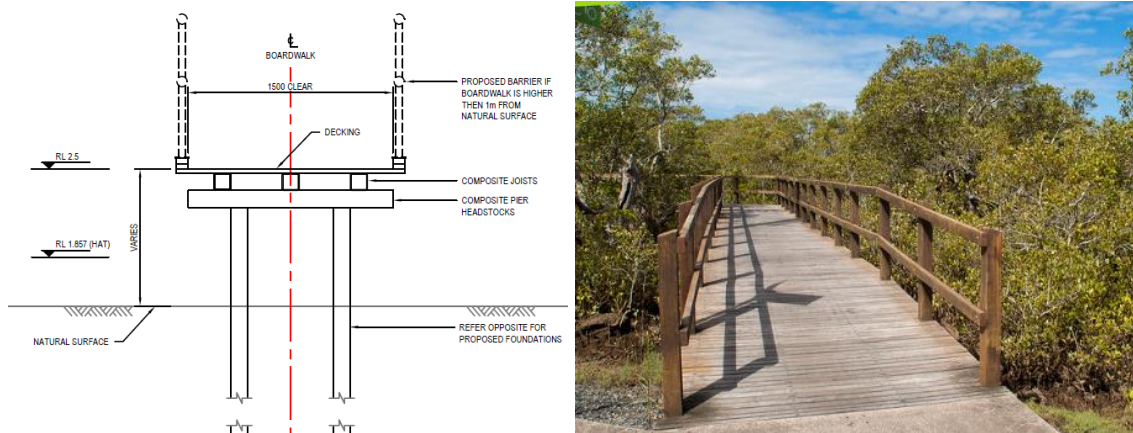 ℄
BOARDWALK
1500 CLEAR
PROPOSED BARRIER IF
BOARDWALK IS HIGHER
THEN 1m FROM
NATURAL SURFACE
DECKING
RL 2.5
COMPOSITE JOISTS
COMPOSITE PIER
HEADSTOCKS
VARIES
RL 1.857 (HAT)
NATURAL SURFACE
REFER OPPOSITE FOR
PROPOSED FOUNDATIONS